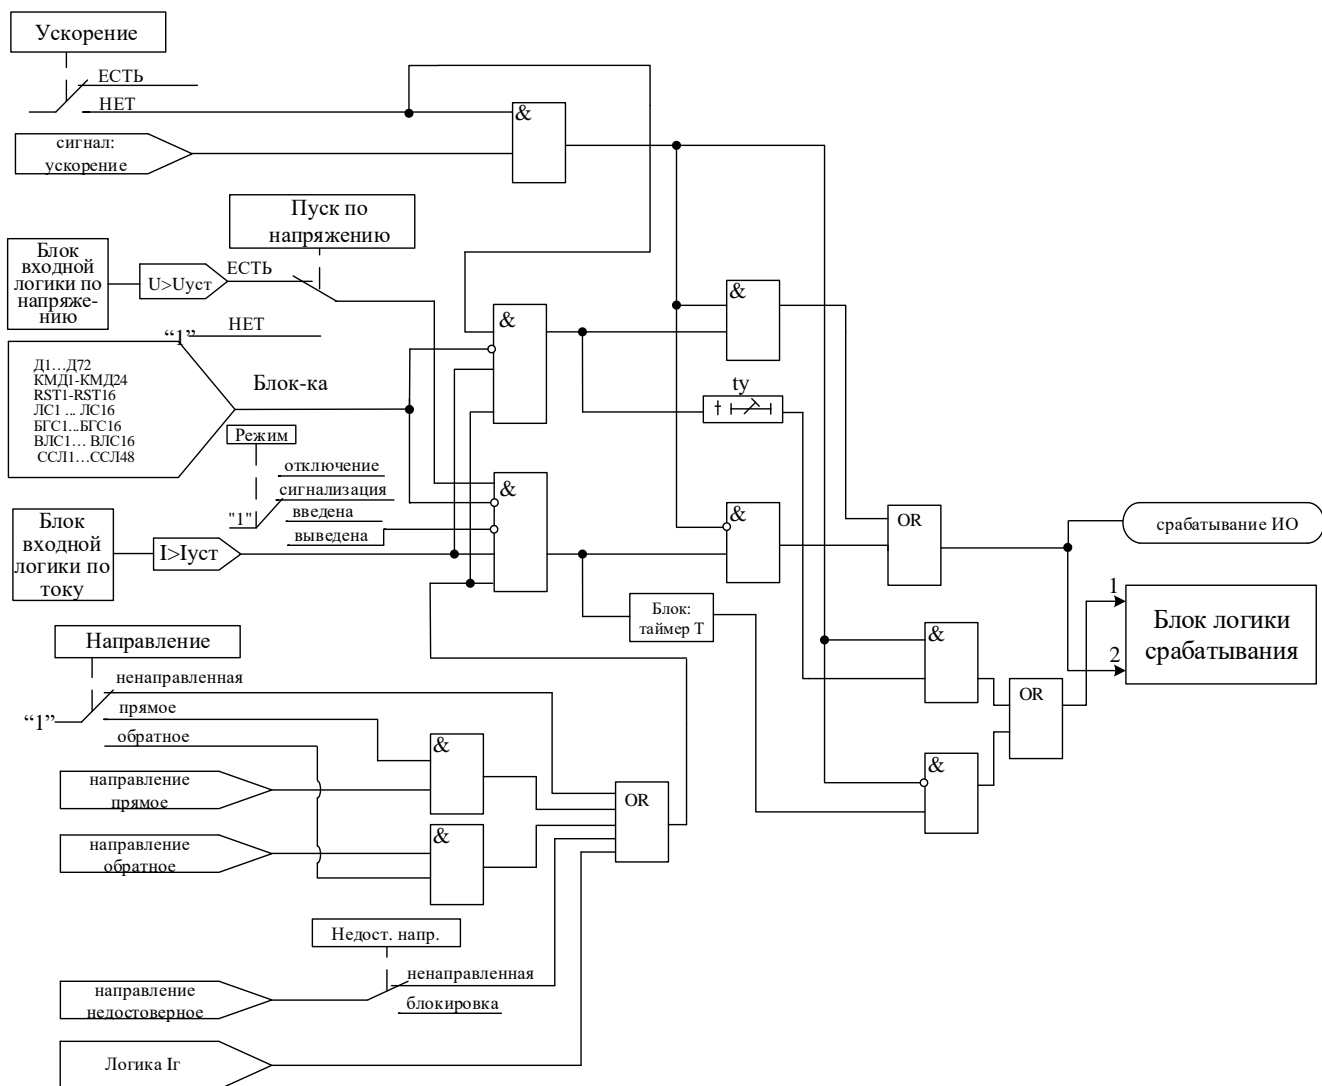 Ускорение
ЕСТЬ
НЕТ
&
сигнал:
ускорение
Пуск по
напряжению
Блок
входной
логики по
напряже-
нию
U>Uуст
ЕСТЬ
&
"1"
НЕТ
&
Д1...Д72
КМД1-КМД24
RST1-RST16
ЛС1 ... ЛС16
БГС1...БГС16
ВЛС1... ВЛС16
ССЛ1...ССЛ48
Блок-ка
ty
Режим
отключение
сигнализация
"1"
введена
выведена
&
&
OR
срабатывание ИО
Блок
входной
логики по
току
I>Iуст
Блок:
таймер Т
1
2
Блок логики
срабатывания
Направление
ненаправленная
"1"
прямое
обратное
&
&
OR
&
направление
прямое
OR
направление
обратное
&
Недост. напр.
ненаправленная
блокировка
направление
недостоверное
Логика Iг